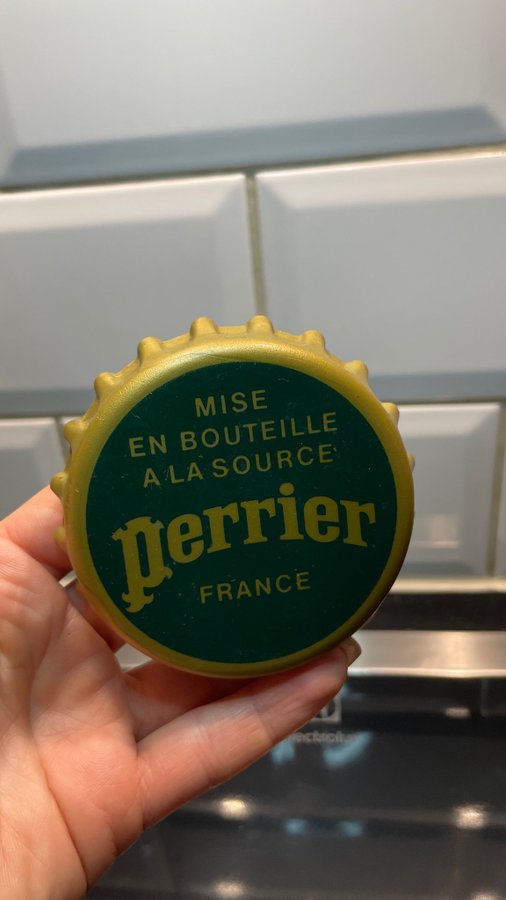 MISE
EN BOUTEILLE
A LA SOURCE
perrier
FRANCE